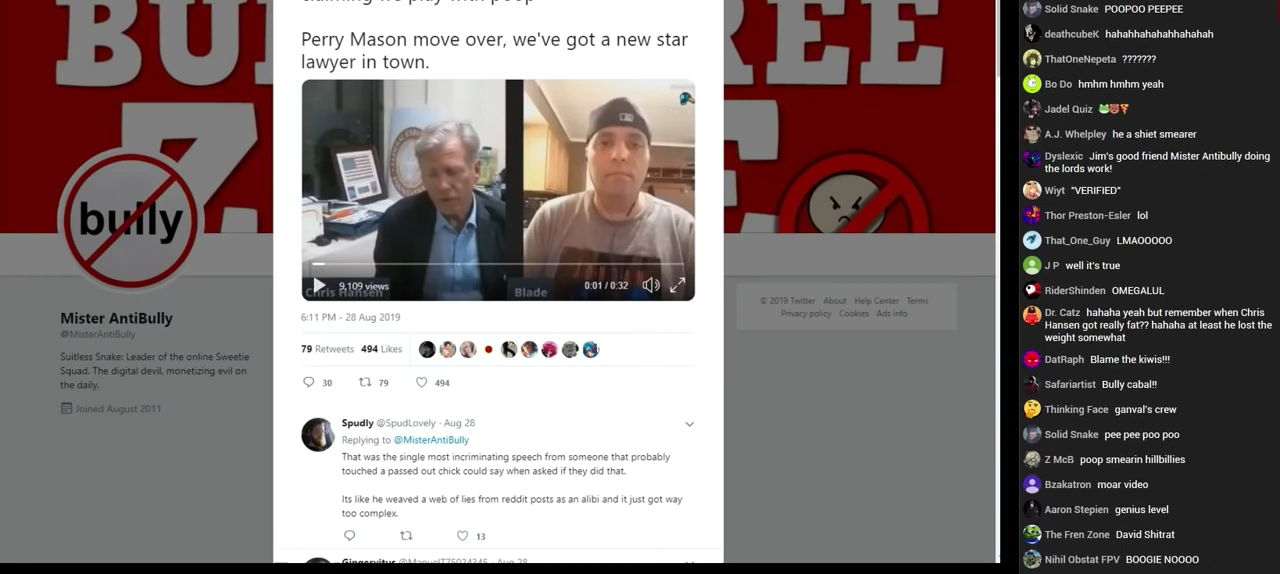 claiming we play with poop
Perry Mason move over, we've got a new star
lawyer in town.
9,109 views
0:01 / 0:32
Chris Hansen
Blade
6:11 PM - 28 Aug 2019
79 Retweets 494 Likes
30 79 494
bully
Mister AntiBully
@MisterAntiBully
Suitless Snake: Leader of the online Sweetie
Squad. The digital devil, monetizing evil on
the daily.
Joined August 2011
© 2019 Twitter About Help Center Terms
Privacy policy Cookies Ads info
Spudly @SpudLovely · Aug 28
Replying to @MisterAntiBully
That was the single most incriminating speech from someone that probably
touched a passed out chick could say when asked if they did that.
Its like he weaved a web of lies from reddit posts as an alibi and it just got way
too complex.
13
Solid Snake POOPOO PEEPEE
deathcubeK hahahhahahhahahah
ThatOneNepeta ???????
Bo Do hmhm hmhm yeah
Jadel Quiz 🐸🐻🍕
A.J. Whelpley he a shiet smearer
Dyslexic Jim's good friend Mister Antibully doing
the lords work!
Wiyt "VERIFIED"
Thor Preston-Esler lol
That_One_Guy LMAOOOOO
J P well it's true
RiderShinden OMEGALUL
Dr. Catz hahaha yeah but remember when Chris
Hansen got really fat?? hahaha at least he lost the
weight somewhat
DatRaph Blame the kiwis!!!
Safariartist Bully cabal!!
Thinking Face ganval's crew
Solid Snake pee pee poo poo
Z McB poop smearin hillbillies
Bzakatron moar video
Aaron Stepien genius level
The Fren Zone David Shitrat
Nihil Obstat FPV BOOGIE NOOOO